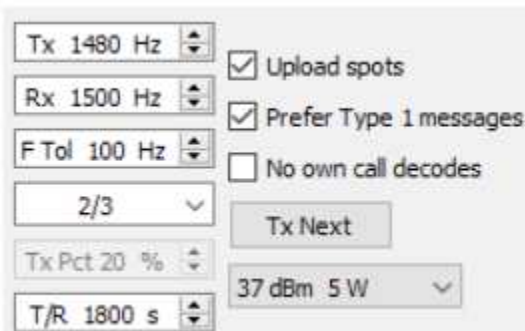 Tx 1480 Hz
Rx 1500 Hz
F Tol 100 Hz
2/3
Tx Pct 20 %
T/R 1800 s
Upload spots
Prefer Type 1 messages
No own call decodes
Tx Next
37 dBm 5 W